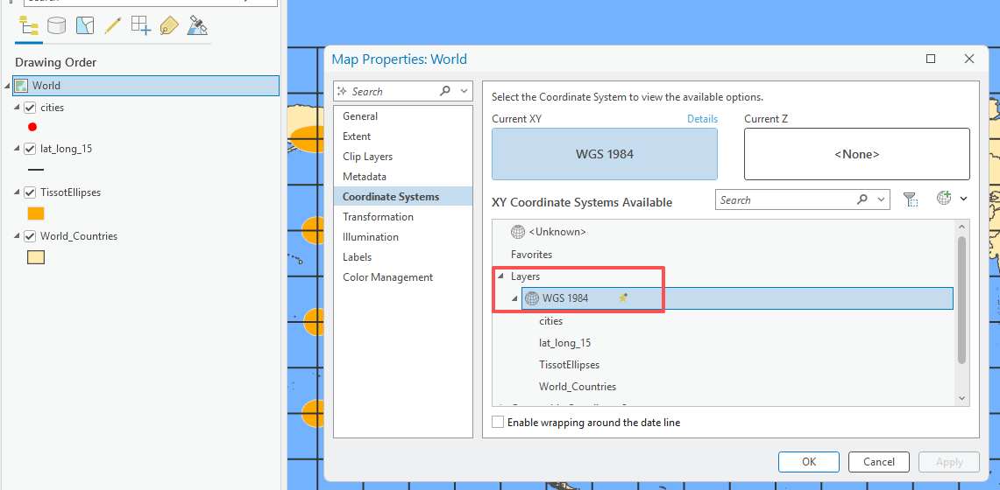 Drawing Order
World
cities
lat_long_15
TissotEllipses
World_Countries
Map Properties: World
Search
General
Extent
Clip Layers
Metadata
Coordinate Systems
Transformation
Illumination
Labels
Color Management
Select the Coordinate System to view the available options.
Current XY Details Current Z
WGS 1984 <None>
XY Coordinate Systems Available Search
<Unknown>
Favorites
Layers
WGS 1984
cities
lat_long_15
TissotEllipses
World_Countries
Enable wrapping around the date line
OK Cancel Apply